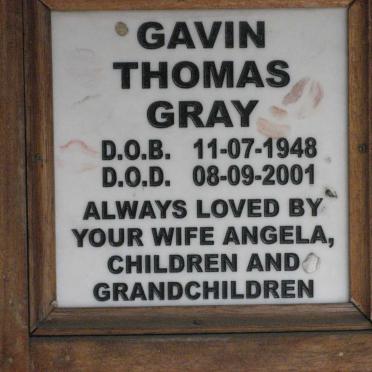 GAVIN
THOMAS
GRAY
D.O.B. 11-07-1948
D.O.D. 08-09-2001
ALWAYS LOVED BY
YOUR WIFE ANGELA,
CHILDREN AND
GRANDCHILDREN